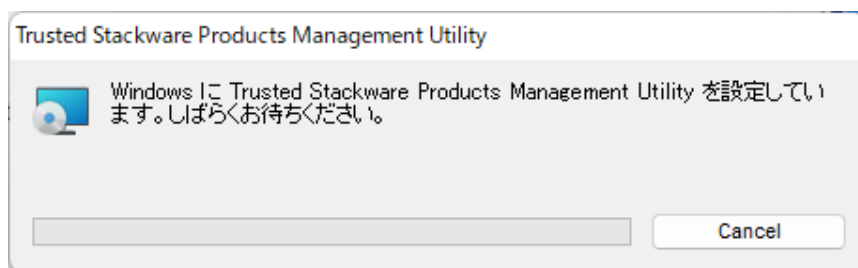 Trusted Stackware Products Management Utility
Windows に Trusted Stackware Products Management Utility を設定してい
ます。しばらくお待ちください。
Cancel